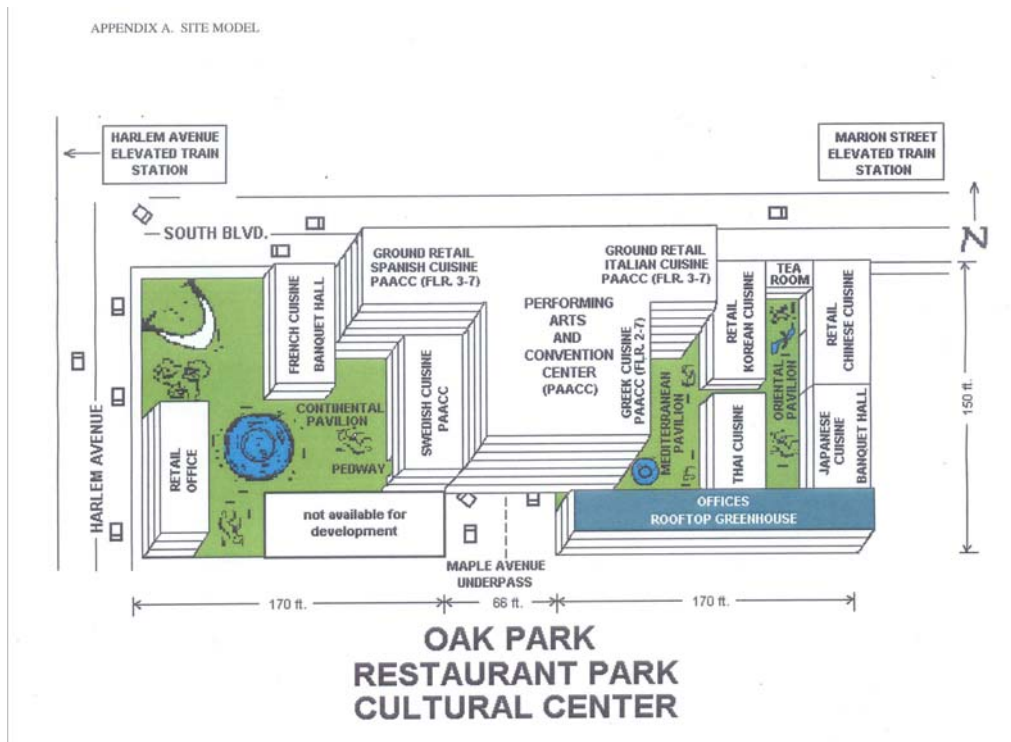 APPENDIX A. SITE MODEL
HARLEM AVENUE
ELEVATED TRAIN
STATION
MARION STREET
ELEVATED TRAIN
STATION
N
SOUTH BLVD.
GROUND RETAIL
SPANISH CUISINE
PAACC (FLR. 3-7)
GROUND RETAIL
ITALIAN CUISINE
PAACC (FLR. 3-7)
TEA
ROOM
FRENCH CUISINE
BANQUET HALL
PERFORMING
ARTS
AND
CONVENTION
CENTER
(PAACC)
RETAIL
KOREAN CUISINE
RETAIL
CHINESE CUISINE
GREEK CUISINE
PAACC (FLR. 2-7)
SWEDISH CUISINE
PAACC
CONTINENTAL
PAVILION
PEDWAY
MEDITERRANEAN
PAVILION
ORIENTAL
PAVILION
THAI CUISINE
JAPANESE
CUISINE
BANQUET HALL
150 ft.
HARLEM AVENUE
RETAIL
OFFICE
not available for
development
OFFICES
ROOFTOP GREENHOUSE
MAPLE AVENUE
UNDERPASS
170 ft.
66 ft.
170 ft.
OAK PARK
RESTAURANT PARK
CULTURAL CENTER